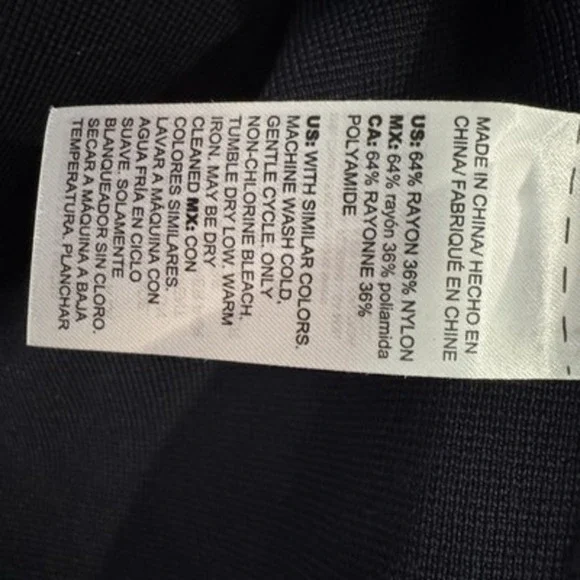 MADE IN CHINA/ HECHO EN
CHINA/ FABRIQUÉ EN CHINE
US: 64% RAYON 36% NYLON
MX: 64% rayón 36% poliamida
CA: 64% RAYONNE 36%
POLYAMIDE
US: WITH SIMILAR COLORS.
MACHINE WASH COLD,
GENTLE CYCLE. ONLY
NON-CHLORINE BLEACH.
TUMBLE DRY LOW. WARM
IRON. MAY BE DRY
CLEANED MX: CON
COLORES SIMILARES.
LAVAR A MÁQUINA CON
AGUA FRÍA EN CICLO
SUAVE. SOLAMENTE
BLANQUEADOR SIN CLORO.
SECAR A MÁQUINA A BAJA
TEMPERATURA. PLANCHAR